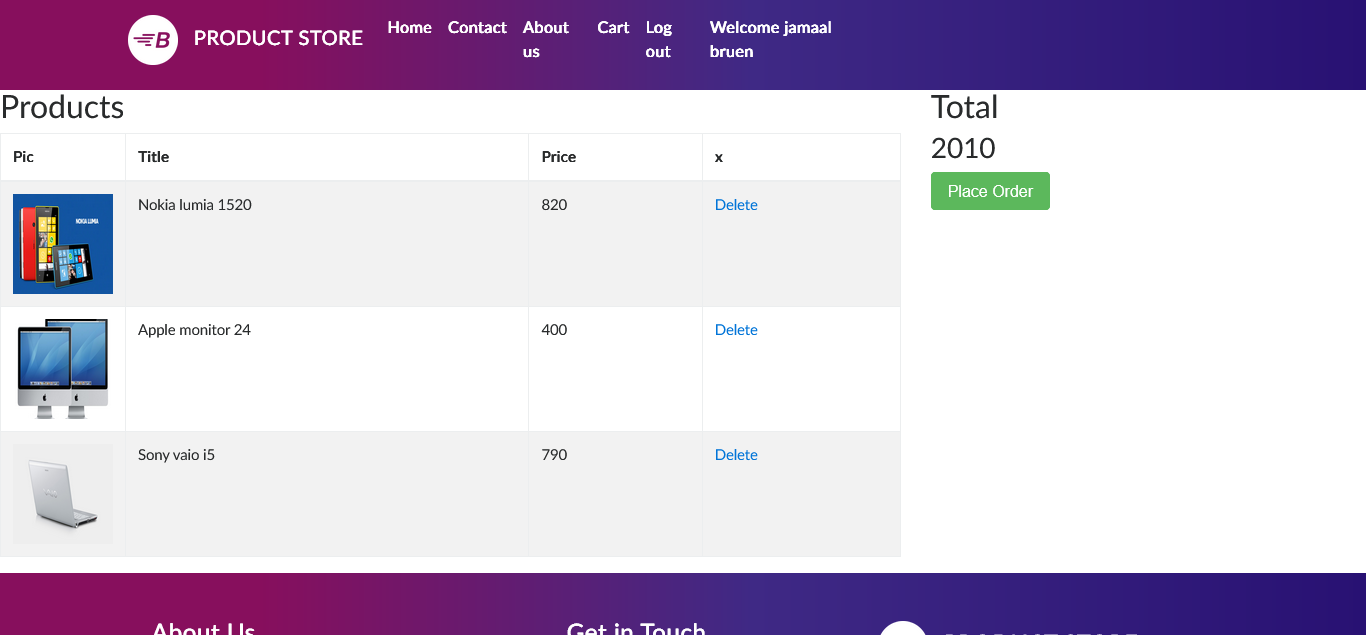 B PRODUCT STORE Home Contact About us Cart Log out Welcome jamaal bruen
Products
Total
2010
Place Order
Pic Title Price x
NOKIA LUMIA
Nokia lumia 1520 820 Delete
Apple monitor 24 400 Delete
Sony vaio i5 790 Delete
About Us Get in Touch PRODUCT STORE